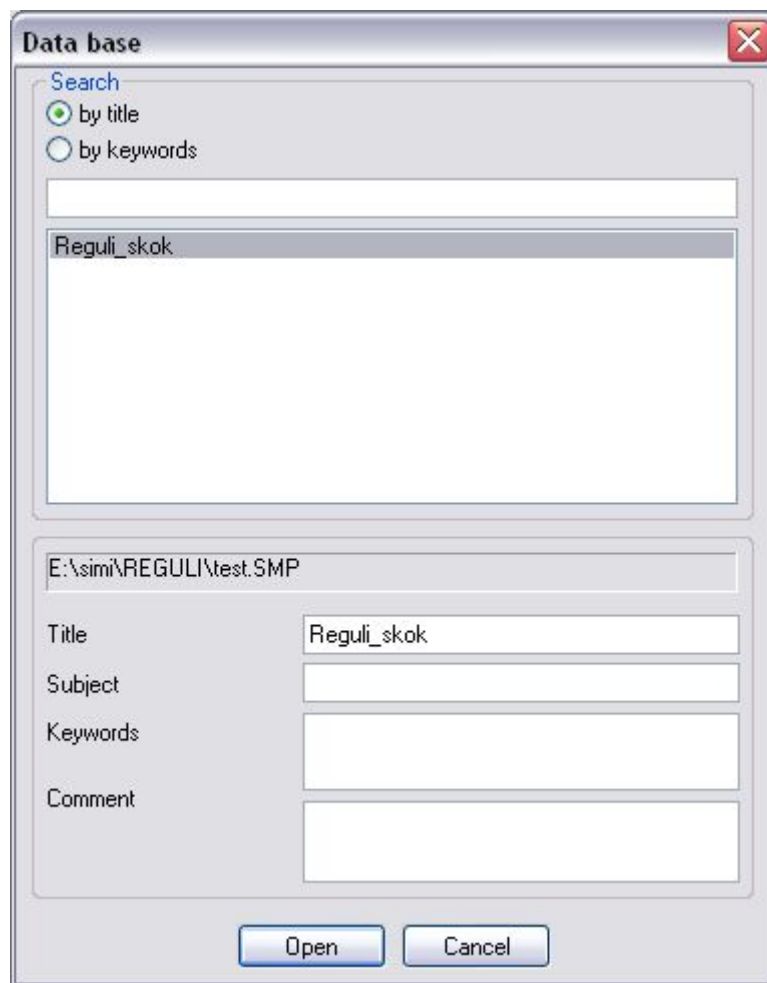 Data base
Search
by title
by keywords
Reguli_skok
E:\simi\REGULI\test.SMP
Title Reguli_skok
Subject
Keywords
Comment
Open Cancel